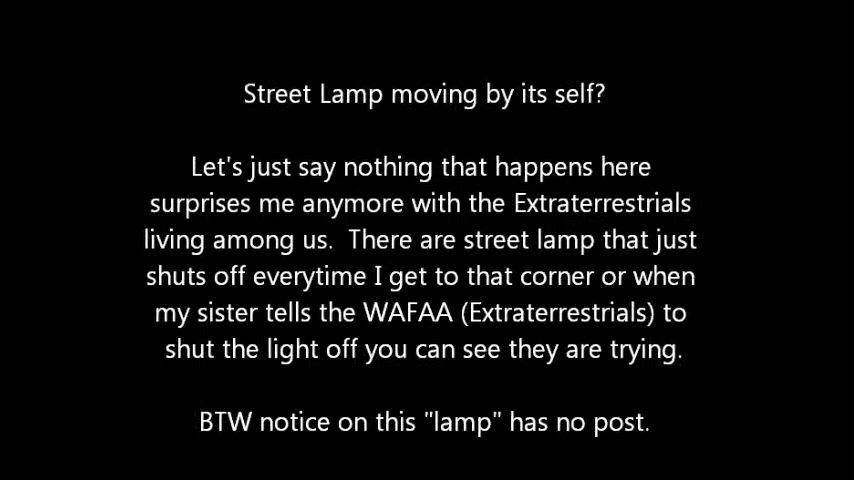 Street Lamp moving by its self?
Let's just say nothing that happens here
surprises me anymore with the Extraterrestrials
living among us.  There are street lamp that just
shuts off everytime I get to that corner or when
my sister tells the WAFAA (Extraterrestrials) to
shut the light off you can see they are trying.
BTW notice on this "lamp" has no post.